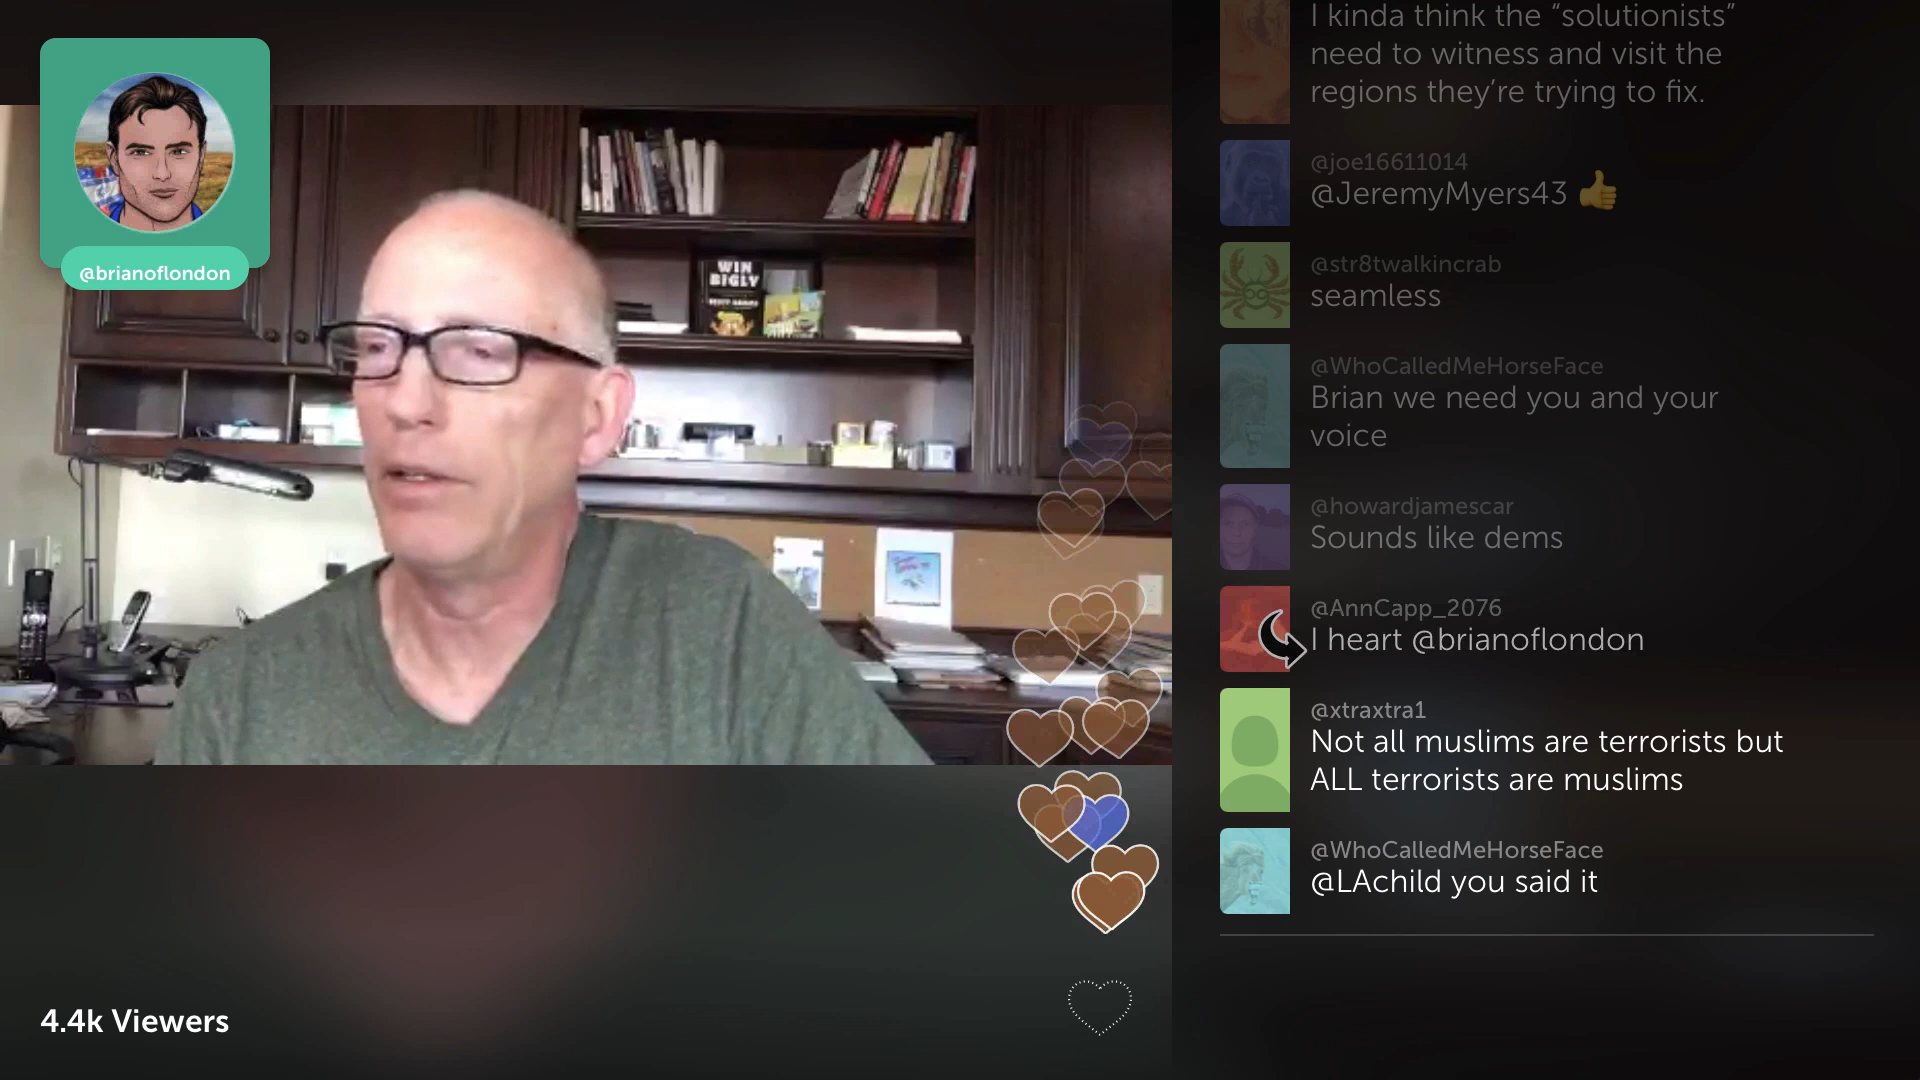 @brianoflondon
WIN
BIGLY
4.4k Viewers
I kinda think the “solutionists”
need to witness and visit the
regions they’re trying to fix.
@joe16611014
@JeremyMyers43 👍
@str8twalkincrab
seamless
@WhoCalledMeHorseFace
Brian we need you and your
voice
@howardjamescar
Sounds like dems
@AnnCapp_2076
I heart @brianoflondon
@xtraxtra1
Not all muslims are terrorists but
ALL terrorists are muslims
@WhoCalledMeHorseFace
@LAchild you said it